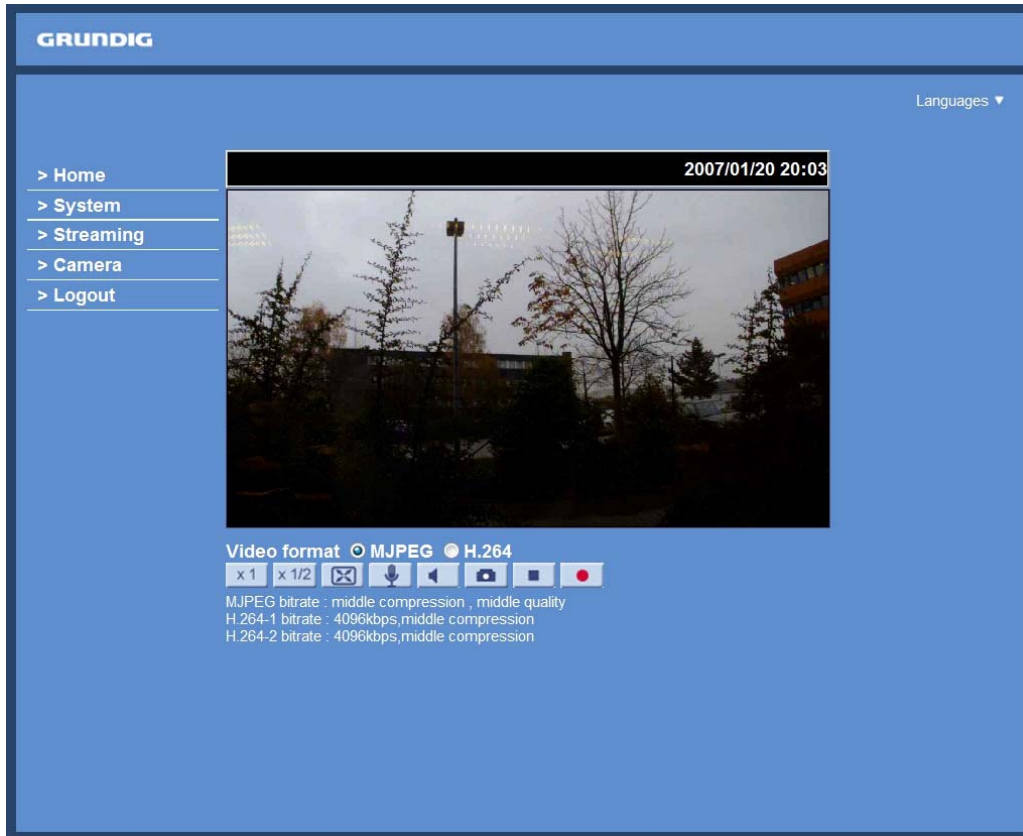 GRUNDIG
Languages ▼
> Home
> System
> Streaming
> Camera
> Logout
2007/01/20 20:03
Video format MJPEG H.264
x 1 x 1/2
MJPEG bitrate : middle compression , middle quality
H.264-1 bitrate : 4096kbps,middle compression
H.264-2 bitrate : 4096kbps,middle compression